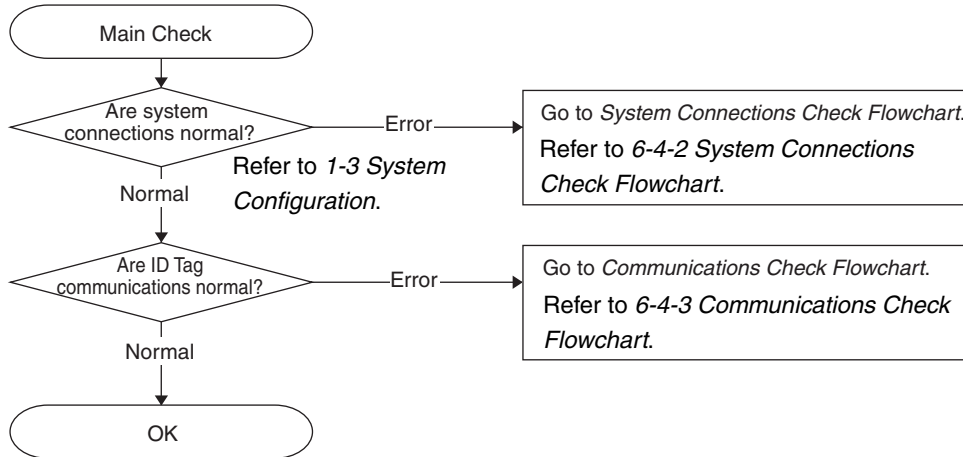 Main Check
Are system
connections normal?
Error
Go to System Connections Check Flowchart.
Refer to 6-4-2 System Connections
Check Flowchart.
Refer to 1-3 System
Configuration.
Normal
Are ID Tag
communications normal?
Error
Go to Communications Check Flowchart.
Refer to 6-4-3 Communications Check
Flowchart.
Normal
OK